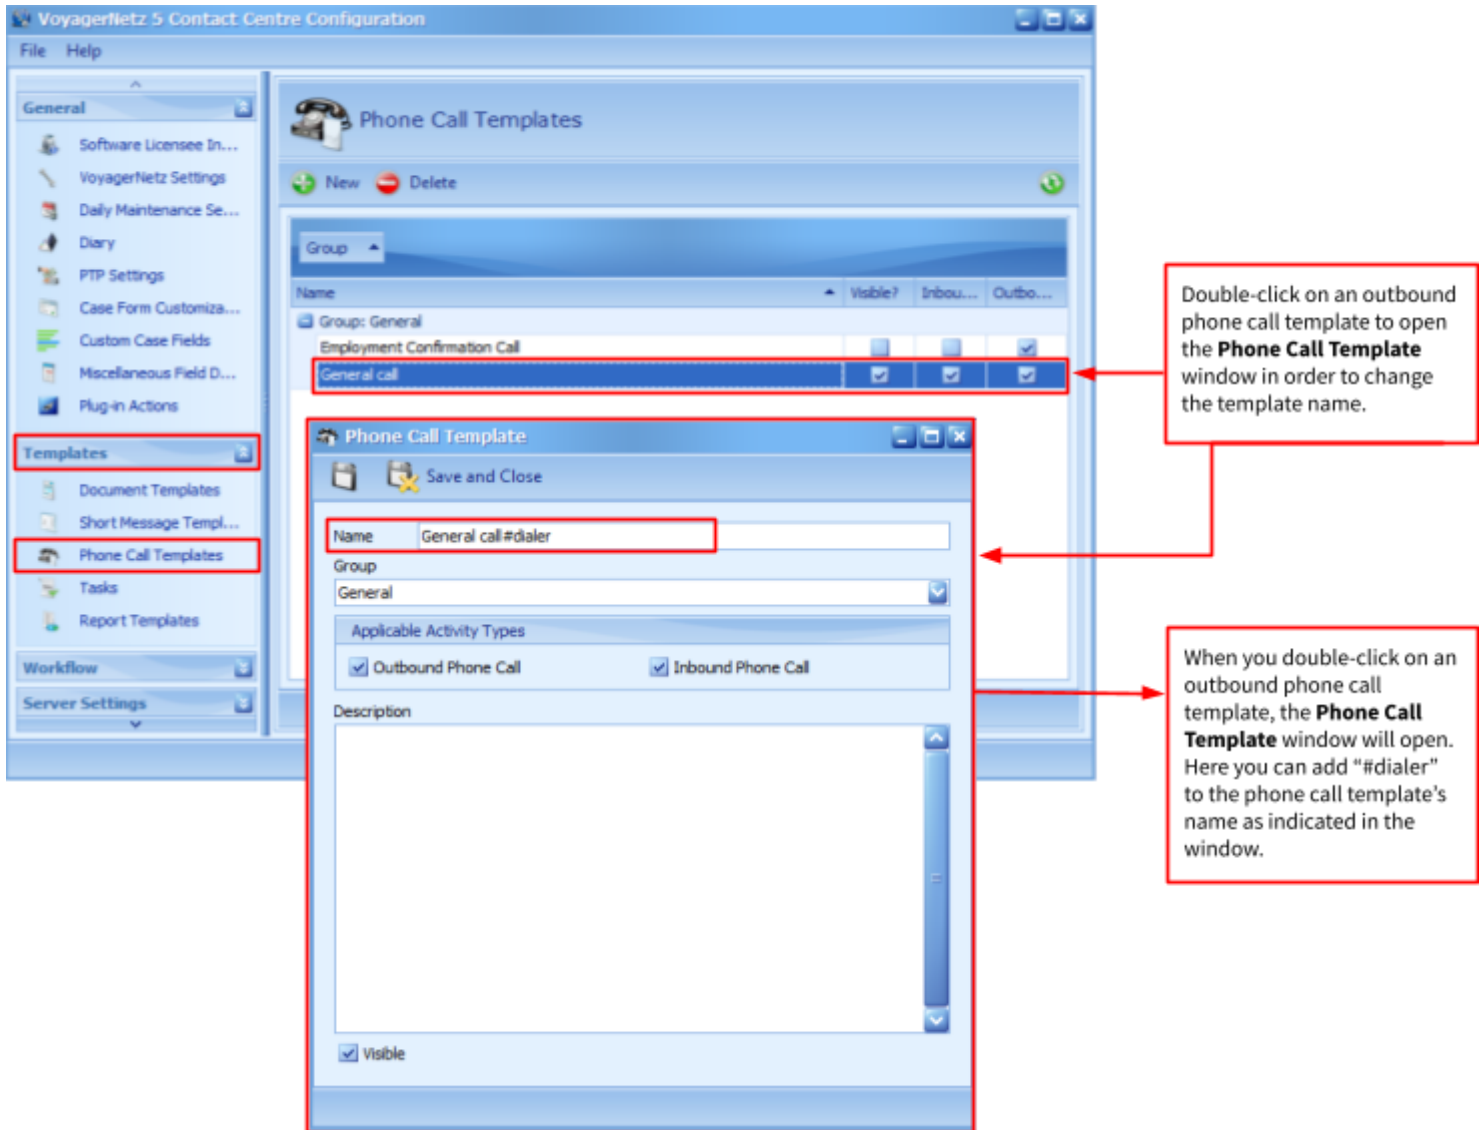 VoyagerNetz 5 Contact Centre Configuration
File Help
General
Software Licensee In...
VoyagerNetz Settings
Daily Maintenance Se...
Diary
PTP Settings
Case Form Customiza...
Custom Case Fields
Miscellaneous Field D...
Plug-in Actions
Templates
Document Templates
Short Message Templ...
Phone Call Templates
Tasks
Report Templates
Workflow
Server Settings
Phone Call Templates
New Delete
Group
Name Visible? Inbou... Outbo...
Group: General
Employment Confirmation Call
General call
Phone Call Template
Save and Close
Name General call#dialer
Group
General
Applicable Activity Types
Outbound Phone Call Inbound Phone Call
Description
Visible
Double-click on an outbound
phone call template to open
the Phone Call Template
window in order to change
the template name.
When you double-click on an
outbound phone call
template, the Phone Call
Template window will open.
Here you can add “#dialer”
to the phone call template’s
name as indicated in the
window.